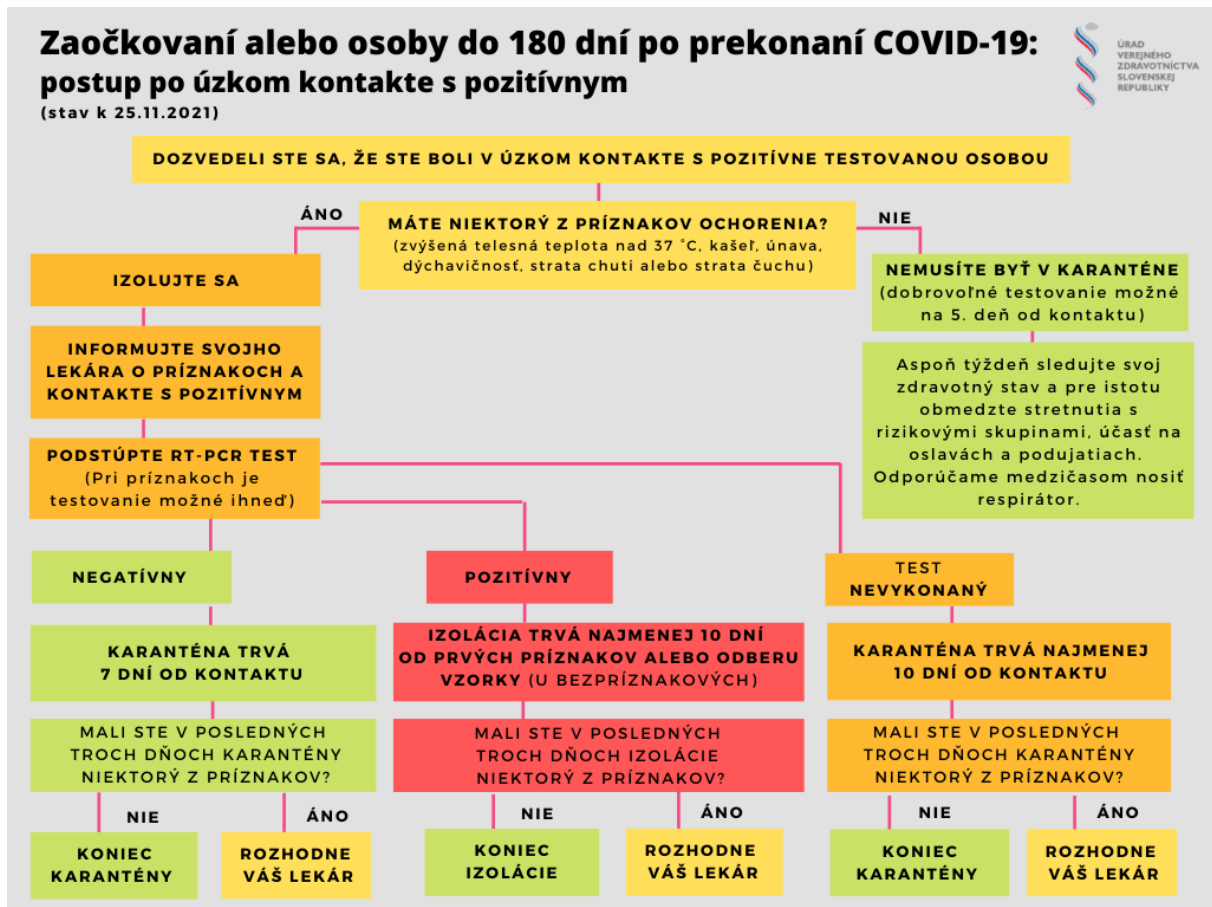 Zaočkovaní alebo osoby do 180 dní po prekonaní COVID-19:
postup po úzkom kontakte s pozitívnym
(stav k 25.11.2021)
ÚRAD
VEREJNÉHO
ZDRAVOTNÍCTVA
SLOVENSKEJ
REPUBLIKY
DOZVEDELI STE SA, ŽE STE BOLI V ÚZKOM KONTAKTE S POZITÍVNE TESTOVANOU OSOBOU
ÁNO
MÁTE NIEKTORÝ Z PRÍZNAKOV OCHORENIA?
(zvýšená telesná teplota nad 37 °C, kašeľ, únava,
dýchavičnosť, strata chuti alebo strata čuchu)
NIE
IZOLUJTE SA
INFORMUJTE SVOJHO
LEKÁRA O PRÍZNAKOCH A
KONTAKTE S POZITÍVNYM
PODSTÚPTE RT-PCR TEST
(Pri príznakoch je
testovanie možné ihneď)
NEMUSÍTE BYŤ V KARANTÉNE
(dobrovoľné testovanie možné
na 5. deň od kontaktu)
Aspoň týždeň sledujte svoj
zdravotný stav a pre istotu
obmedzte stretnutia s
rizikovými skupinami, účasť na
oslavách a podujatiach.
Odporúčame medzičasom nosiť
respirátor.
NEGATÍVNY
KARANTÉNA TRVÁ
7 DNÍ OD KONTAKTU
MALI STE V POSLEDNÝCH
TROCH DŇOCH KARANTÉNY
NIEKTORÝ Z PRÍZNAKOV?
NIE
ÁNO
KONIEC
KARANTÉNY
ROZHODNE
VÁŠ LEKÁR
POZITÍVNY
IZOLÁCIA TRVÁ NAJMENEJ 10 DNÍ
OD PRVÝCH PRÍZNAKOV ALEBO ODBERU
VZORKY (U BEZPRÍZNAKOVÝCH)
MALI STE V POSLEDNÝCH
TROCH DŇOCH IZOLÁCIE
NIEKTORÝ Z PRÍZNAKOV?
NIE
ÁNO
KONIEC
IZOLÁCIE
ROZHODNE
VÁŠ LEKÁR
TEST
NEVYKONANÝ
KARANTÉNA TRVÁ NAJMENEJ
10 DNÍ OD KONTAKTU
MALI STE V POSLEDNÝCH
TROCH DŇOCH KARANTÉNY
NIEKTORÝ Z PRÍZNAKOV?
NIE
ÁNO
KONIEC
KARANTÉNY
ROZHODNE
VÁŠ LEKÁR